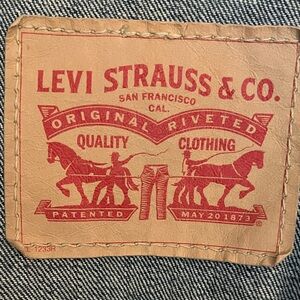 LEVI STRAUSS & CO.
SAN FRANCISCO
CAL.
ORIGINAL RIVETED
QUALITY CLOTHING
PATENTED MAY 20 1873